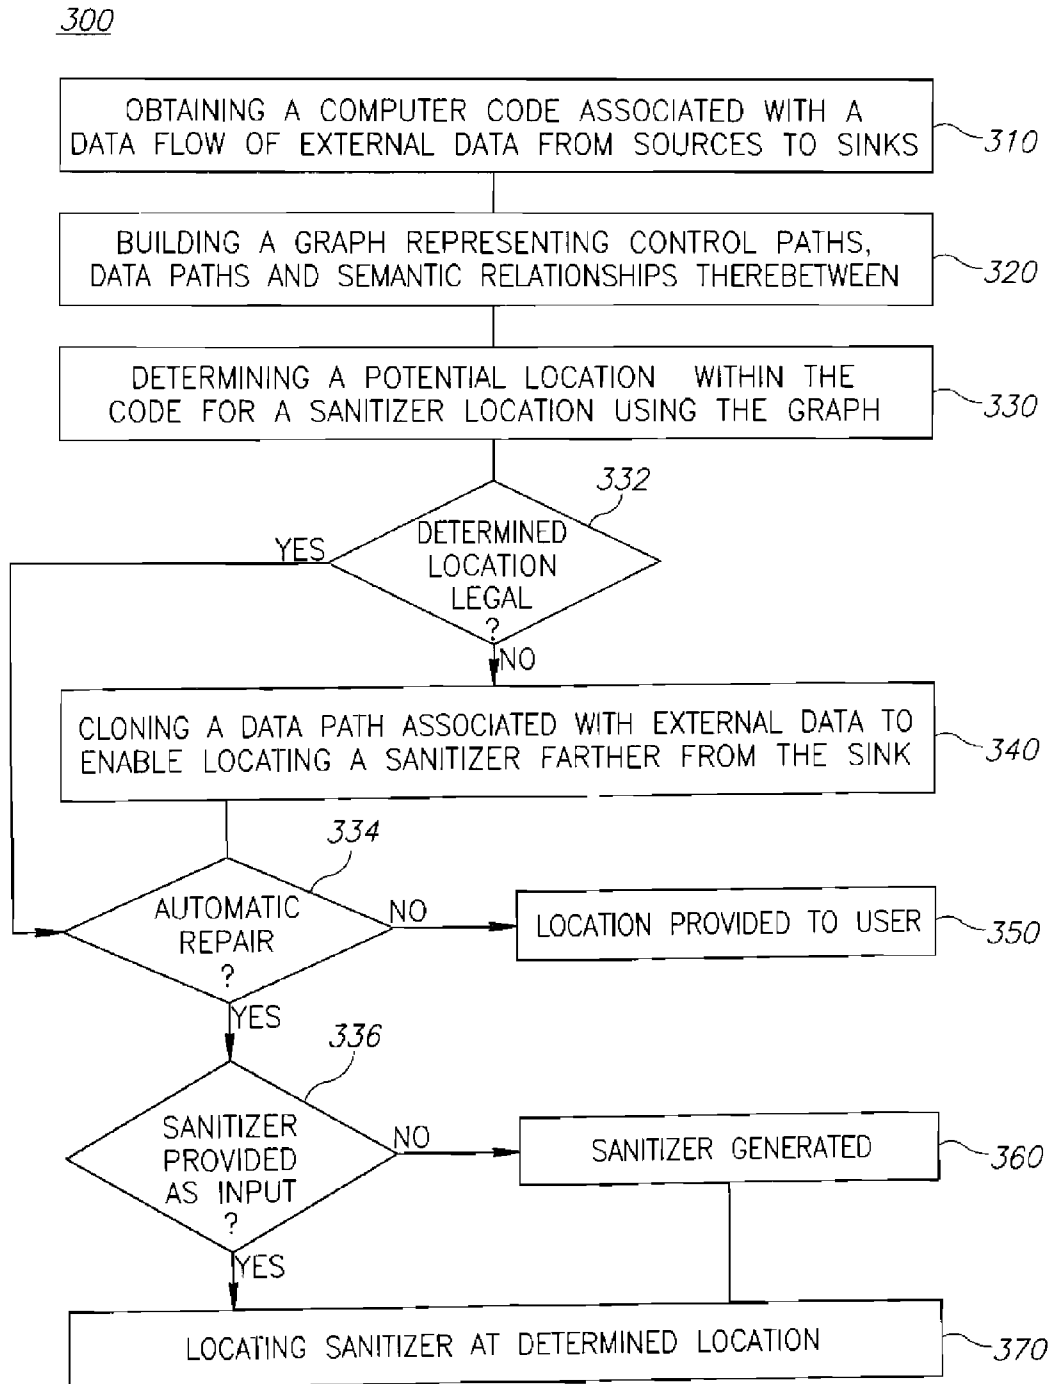 300
OBTAINING A COMPUTER CODE ASSOCIATED WITH A
DATA FLOW OF EXTERNAL DATA FROM SOURCES TO SINKS
310
BUILDING A GRAPH REPRESENTING CONTROL PATHS,
DATA PATHS AND SEMANTIC RELATIONSHIPS THEREBETWEEN
320
DETERMINING A POTENTIAL LOCATION WITHIN THE
CODE FOR A SANITIZER LOCATION USING THE GRAPH
330
332
DETERMINED
LOCATION
LEGAL
?
YES
NO
CLONING A DATA PATH ASSOCIATED WITH EXTERNAL DATA TO
ENABLE LOCATING A SANITIZER FARTHER FROM THE SINK
340
334
AUTOMATIC
REPAIR
?
NO
LOCATION PROVIDED TO USER
350
YES
336
SANITIZER
PROVIDED
AS INPUT
?
NO
SANITIZER GENERATED
360
YES
LOCATING SANITIZER AT DETERMINED LOCATION
370